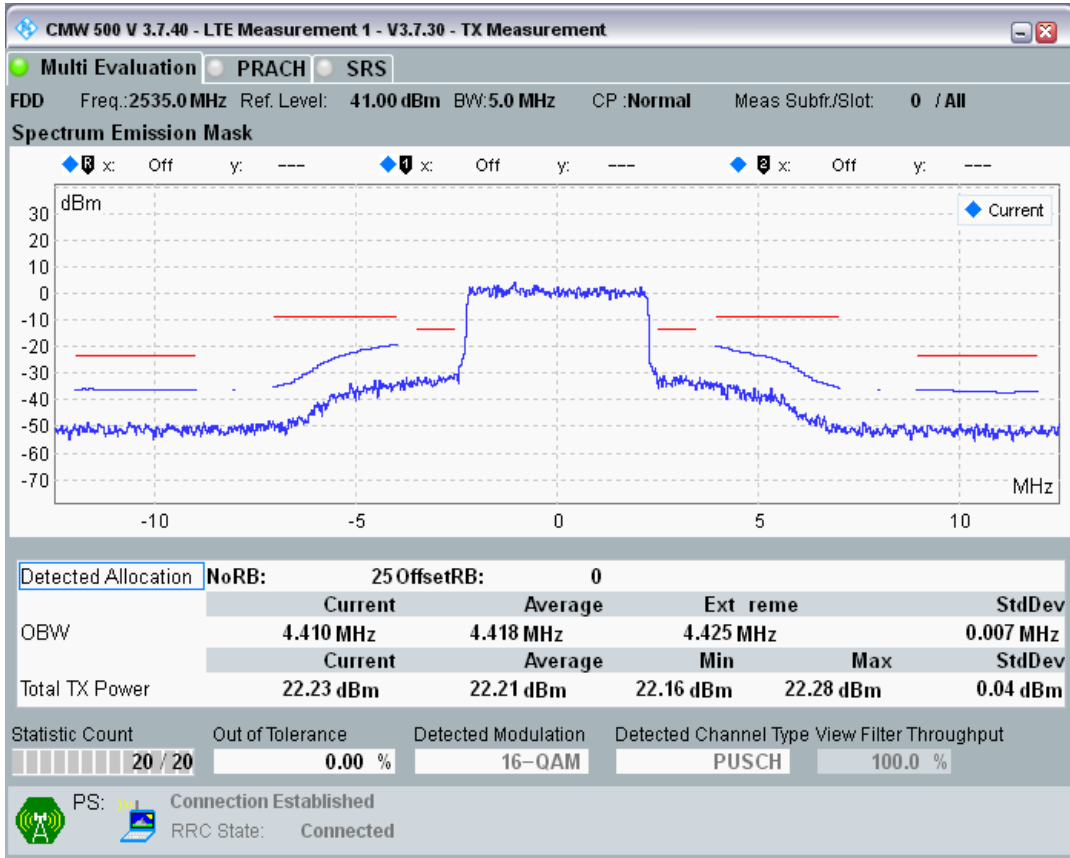 CMW 500 V 3.7.40 - LTE Measurement 1 - V3.7.30 - TX Measurement
Multi Evaluation PRACH SRS
FDD Freq.:2535.0 MHz Ref. Level: 41.00 dBm BW:5.0 MHz CP :Normal Meas Subfr./Slot: 0 / All
Spectrum Emission Mask
R x: Off y: --- 1 x: Off y: --- 2 x: Off y: ---
dBm
Current
30
20
10
0
-10
-20
-30
-40
-50
-60
-70
MHz
-10 -5 0 5 10
Detected Allocation NoRB: 25 OffsetRB: 0
Current Average Ext reme StdDev
OBW 4.410 MHz 4.418 MHz 4.425 MHz 0.007 MHz
Current Average Min Max StdDev
Total TX Power 22.23 dBm 22.21 dBm 22.16 dBm 22.28 dBm 0.04 dBm
Statistic Count Out of Tolerance Detected Modulation Detected Channel Type View Filter Throughput
20 / 20 0.00 % 16-QAM PUSCH 100.0 %
PS: Connection Established
RRC State: Connected